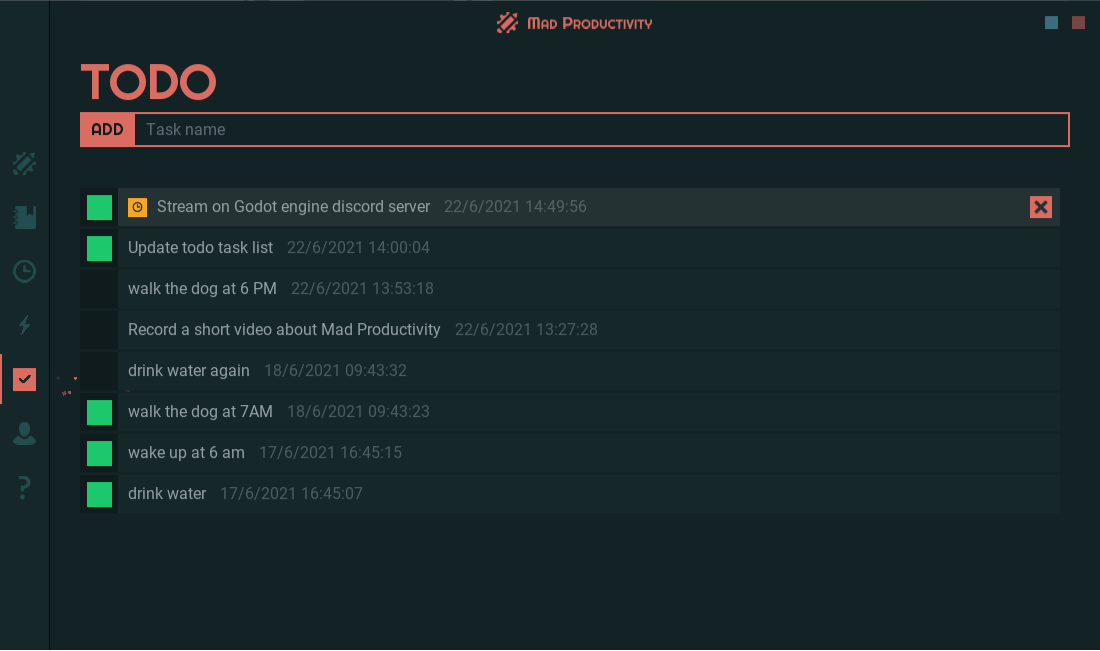 Mad Productivity
TODO
ADD Task name
Stream on Godot engine discord server 22/6/2021 14:49:56
Update todo task list 22/6/2021 14:00:04
walk the dog at 6 PM 22/6/2021 13:53:18
Record a short video about Mad Productivity 22/6/2021 13:27:28
drink water again 18/6/2021 09:43:32
walk the dog at 7AM 18/6/2021 09:43:23
wake up at 6 am 17/6/2021 16:45:15
drink water 17/6/2021 16:45:07
?